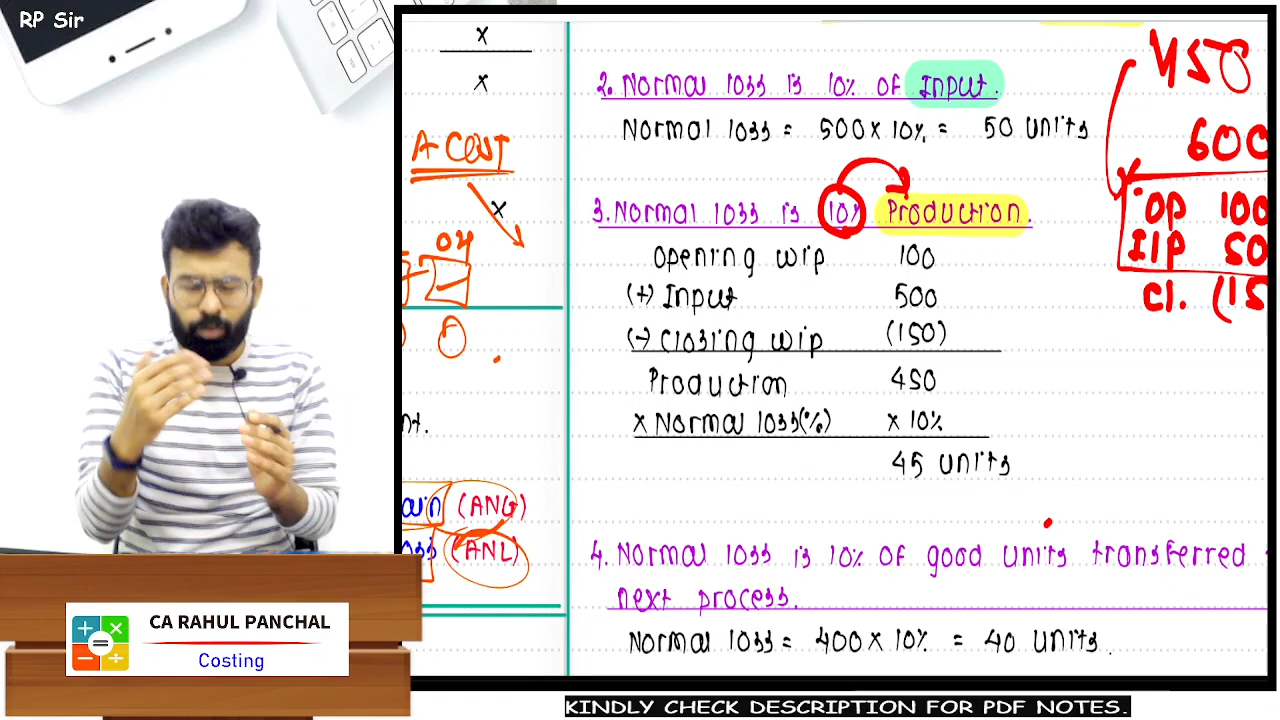 RP Sir
x
x
A COST
x
OH
nt.
ain (ANG)
(ANL)
2. Normal loss is 10% of Input.
Normal loss = 500 x 10% = 50 units
3. Normal loss is 10% Production.
Opening wip 100
(+) Input 500
(-) Closing wip (150)
Production 450
x Normal loss(%) x 10%
45 units
4. Normal loss is 10% of good units transferred
next process.
Normal loss = 400 x 10% = 40 units.
450
600
OP 100
I/P 50
Cl. (15
CA RAHUL PANCHAL
Costing
KINDLY CHECK DESCRIPTION FOR PDF NOTES.